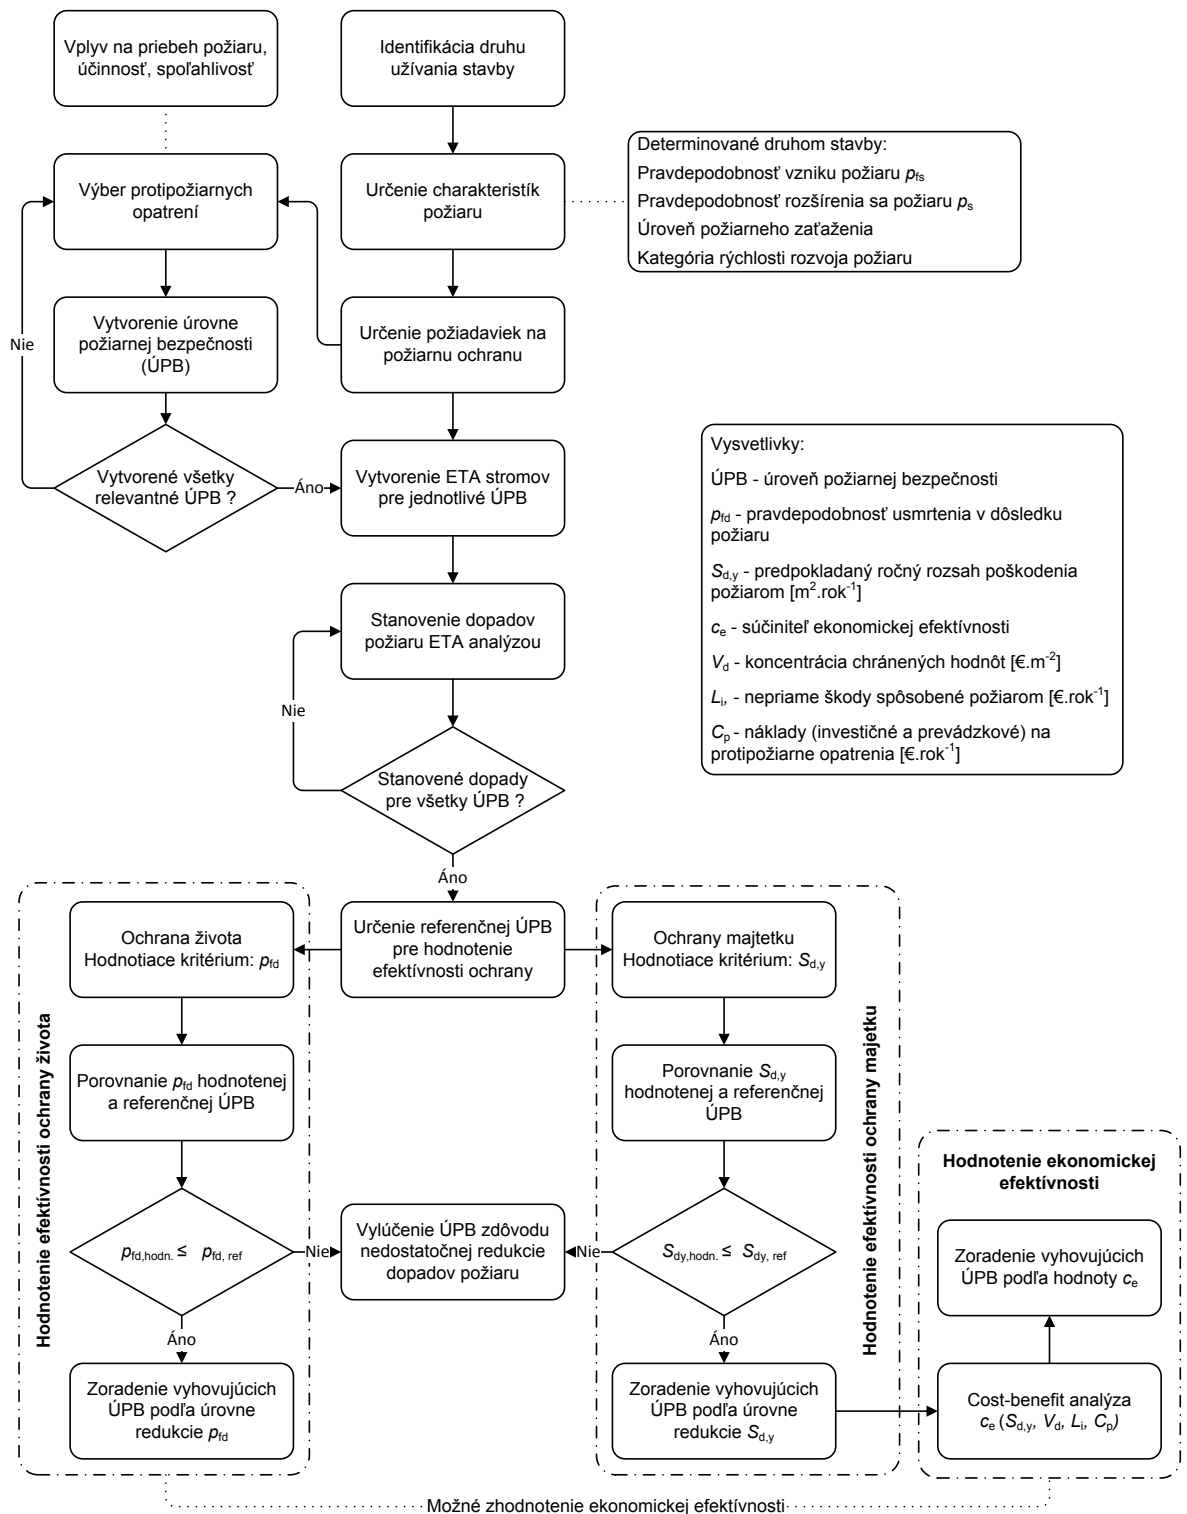 Vplyv na priebeh požiaru,
účinnosť, spoľahlivosť
Identifikácia druhu
užívania stavby
Výber protipožiarnych
opatrení
Určenie charakteristík
požiaru
Determinované druhom stavby:
Pravdepodobnosť vzniku požiaru pfs
Pravdepodobnosť rozšírenia sa požiaru ps
Úroveň požiarneho zaťaženia
Kategória rýchlosti rozvoja požiaru
Vytvorenie úrovne
požiarnej bezpečnosti
(ÚPB)
Určenie požiadaviek na
požiarnu ochranu
Nie
Vytvorené všetky
relevantné ÚPB ?
Áno
Vytvorenie ETA stromov
pre jednotlivé ÚPB
Vysvetlivky:
ÚPB - úroveň požiarnej bezpečnosti
pfd - pravdepodobnosť usmrtenia v dôsledku
požiaru
Sd,y - predpokladaný ročný rozsah poškodenia
požiarom [m2.rok-1]
ce - súčiniteľ ekonomickej efektívnosti
Vd - koncentrácia chránených hodnôt [€.m-2]
Li, - nepriame škody spôsobené požiarom [€.rok-1]
Cp - náklady (investičné a prevádzkové) na
protipožiarne opatrenia [€.rok-1]
Stanovenie dopadov
požiaru ETA analýzou
Nie
Stanovené dopady
pre všetky ÚPB ?
Áno
Určenie referenčnej ÚPB
pre hodnotenie
efektívnosti ochrany
Hodnotenie efektívnosti ochrany života
Ochrana života
Hodnotiace kritérium: pfd
Porovnanie pfd hodnotenej
a referenčnej ÚPB
pfd,hodn. ≤ pfd, ref
Nie
Áno
Zoradenie vyhovujúcich
ÚPB podľa úrovne
redukcie pfd
Vylúčenie ÚPB zdôvodu
nedostatočnej redukcie
dopadov požiaru
Hodnotenie efektívnosti ochrany majetku
Ochrany majtetku
Hodnotiace kritérium: Sd,y
Porovnanie Sd,y
hodnotenej a referenčnej
ÚPB
Sdy,hodn. ≤ Sdy, ref
Nie
Áno
Zoradenie vyhovujúcich
ÚPB podľa úrovne
redukcie Sd,y
Hodnotenie ekonomickej
efektívnosti
Zoradenie vyhovujúcich
ÚPB podľa hodnoty ce
Cost-benefit analýza
ce (Sd,y, Vd, Li, Cp)
Možné zhodnotenie ekonomickej efektívnosti